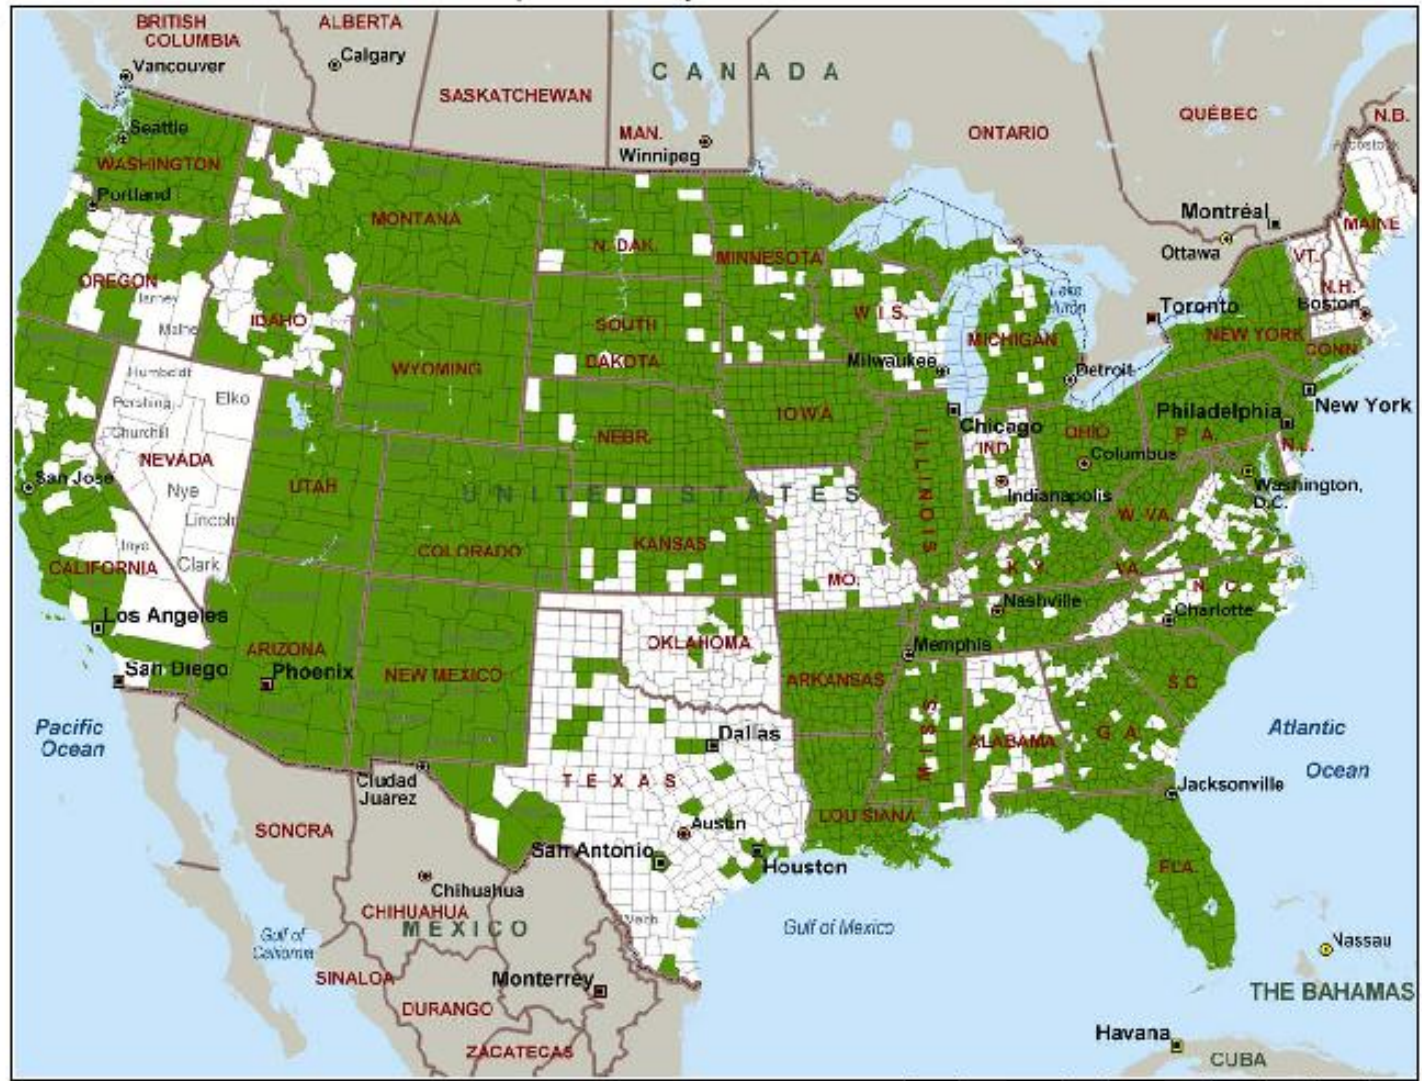 BRITISH
COLUMBIA
ALBERTA
Calgary
Vancouver
SASKATCHEWAN
CANADA
MAN.
Winnipeg
ONTARIO
QUÉBEC
N.B.
Aroostook
Seattle
WASHINGTON
Portland
MONTANA
N. DAK.
MINNESOTA
Montréal
Ottawa
MAINE
VT.
N.H.
Boston
OREGON
Harney
Malhe
IDAHO
SOUTH
DAKOTA
WIS.
Lake
Huron
MICHIGAN
Toronto
NEW YORK
CONN
WYOMING
Milwaukee
Detroit
Humboldt
Pershing
Elko
Churchill
NEVADA
Nye
Lincoln
Inyo
Clark
IOWA
NEBR.
Chicago
Philadelphia
New York
OHIO
P A.
N.J.
Columbus
IND
Indianapolis
ILLINOIS
San Jose
UTAH
UNITED STATES
Washington,
D.C.
W. VA.
COLORADO
KANSAS
CALIFORNIA
MO.
K Y.
VA.
N. C.
Nashville
Charlotte
Los Angeles
ARIZONA
OKLAHOMA
Memphis
San Diego
Phoenix
NEW MEXICO
ARKANSAS
S.C
Pacific
Ocean
Dallas
MISS
ALABAMA
G A.
Atlantic
Ocean
Ciudad
Juarez
TEXAS
Jacksonville
SONORA
Austin
LOUISIANA
San Antonio
Houston
FLA.
Chihuahua
CHIHUAHUA
MEXICO
Webb
Gulf of
California
Gulf of Mexico
SINALOA
Monterrey
Nassau
DURANGO
THE BAHAMAS
ZACATECAS
Havana
CUBA